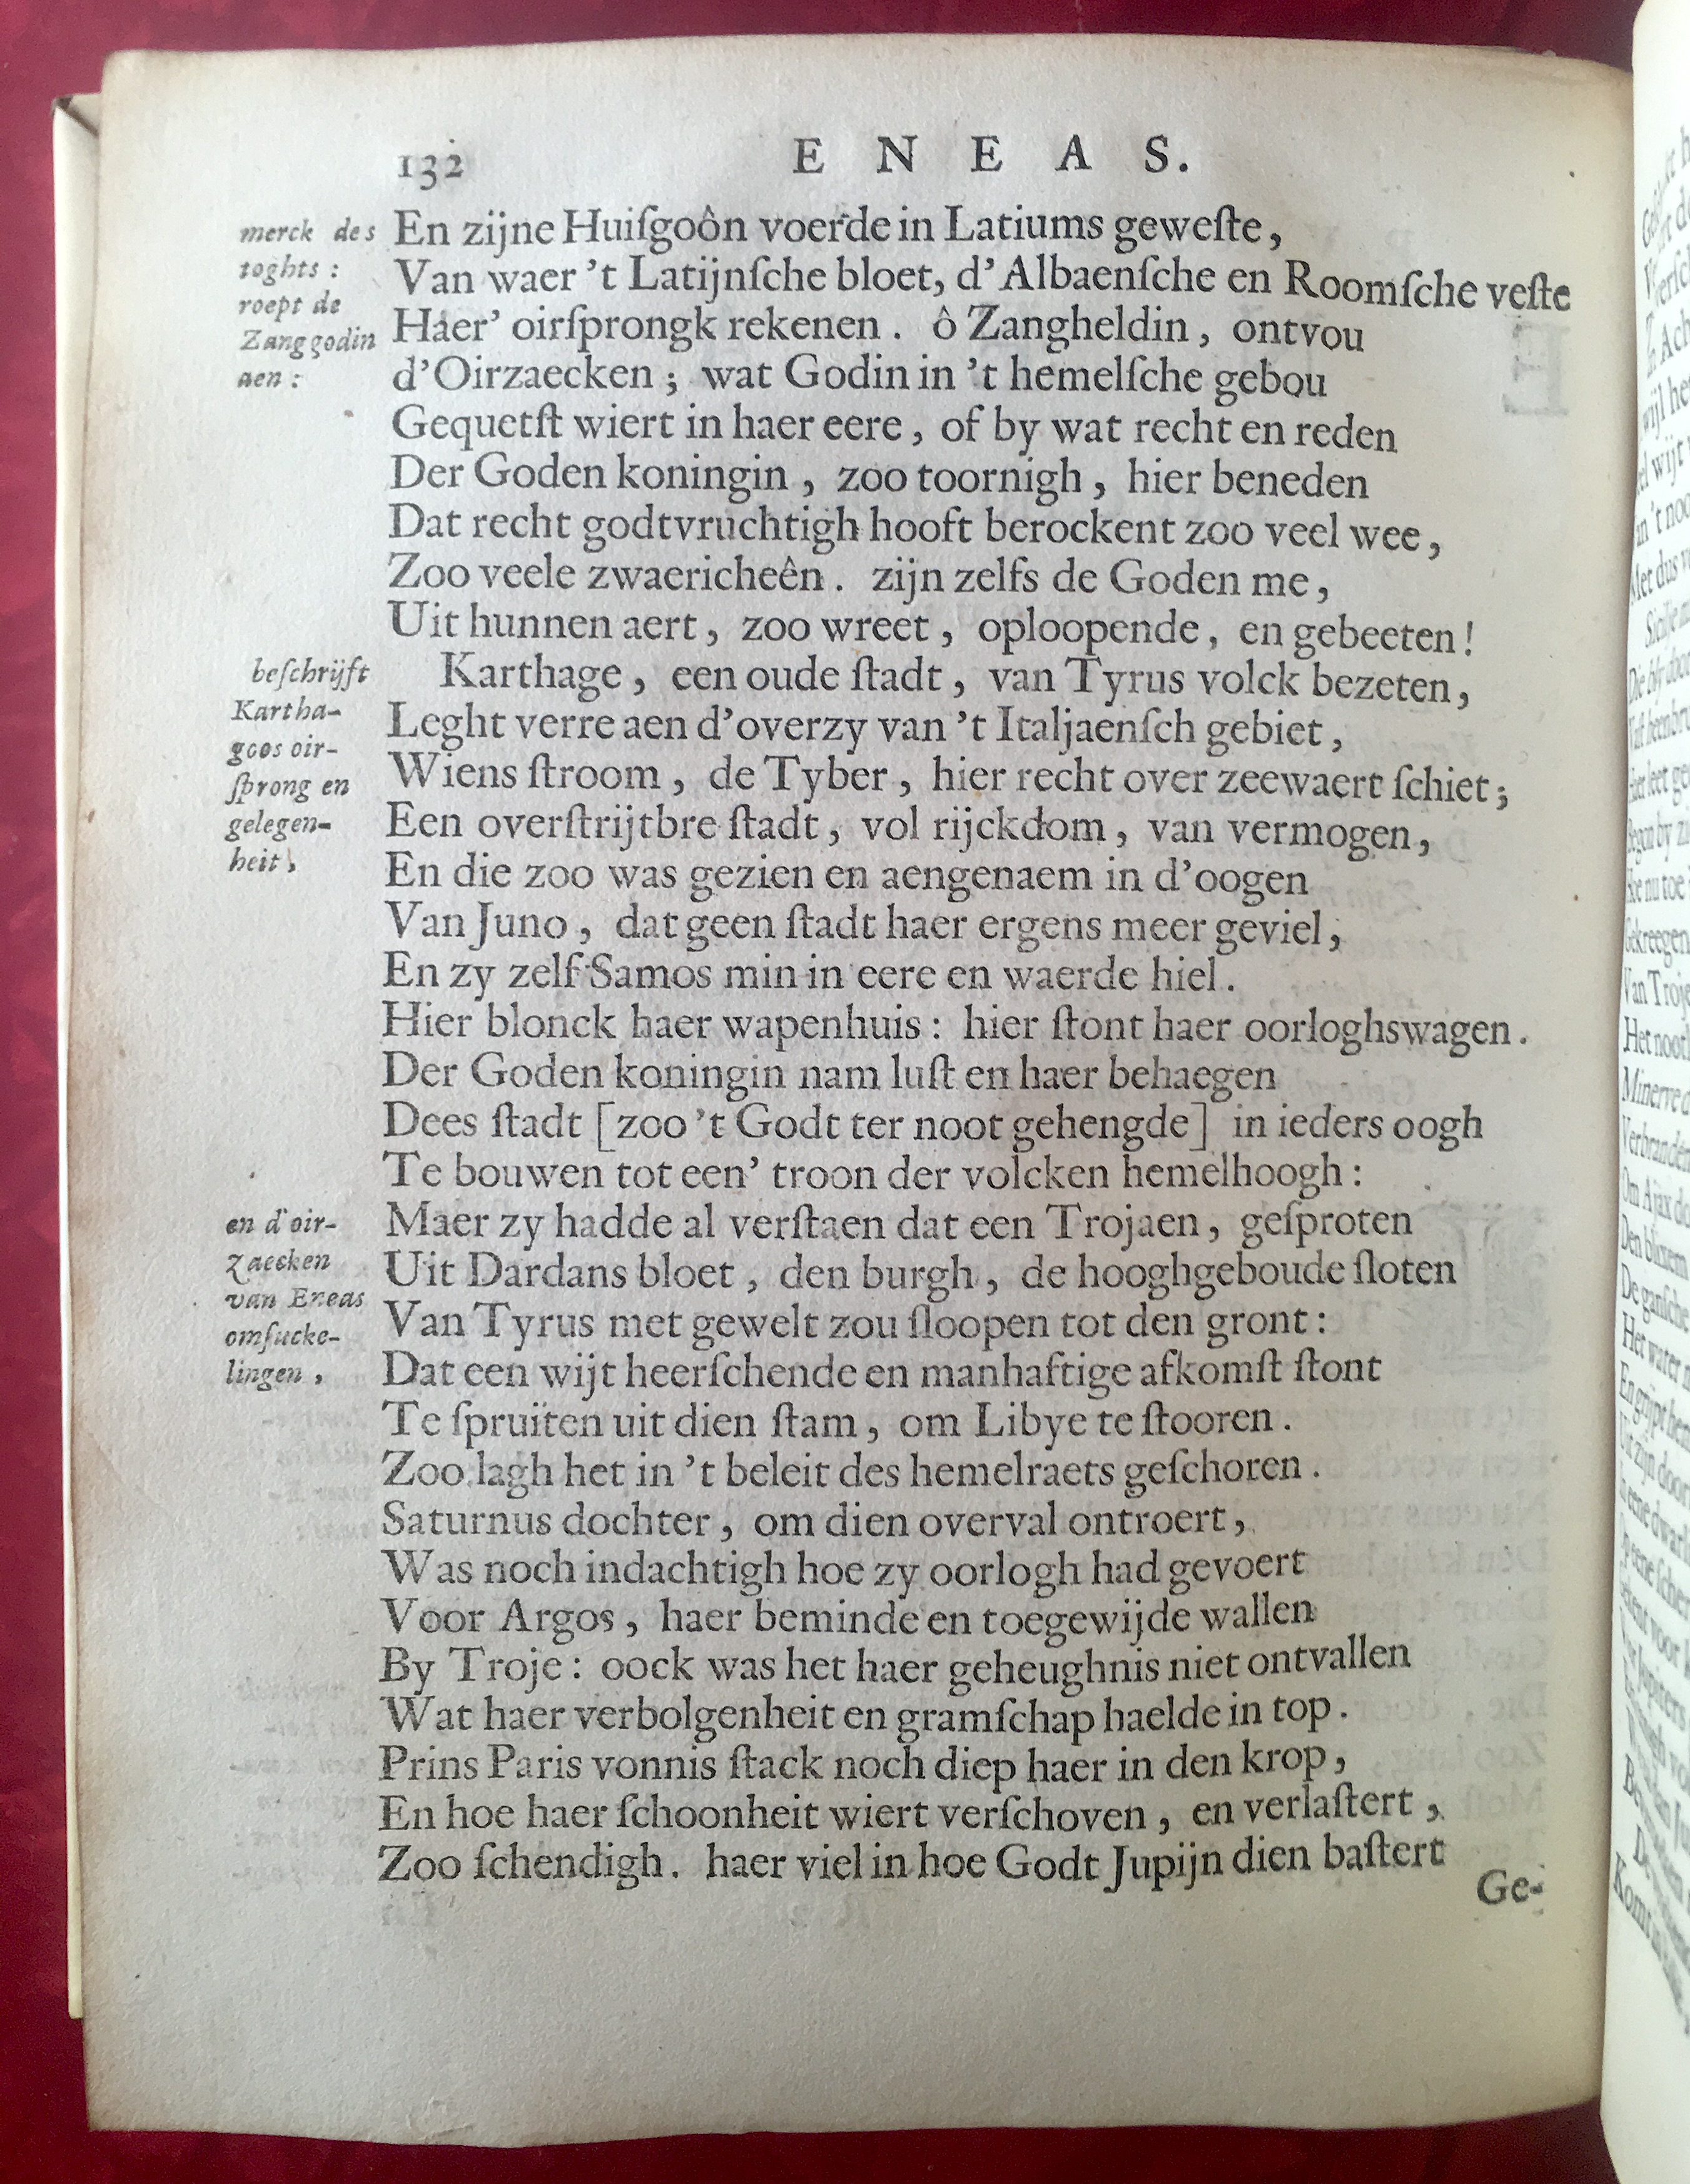 132 E N E A S.
merck des
toghts :
roept de
Zanggodin
aen :
En zijne Huiſgoôn voerde in Latiums geweſte,
Van waer 't Latijnſche bloet, d'Albaenſche en Roomſche veſte
Haer' oirſprongk rekenen. ô Zangheldin, ontvou
d'Oirzaecken; wat Godin in 't hemelſche gebou
Gequetſt wiert in haer eere, of by wat recht en reden
Der Goden koningin, zoo toornigh, hier beneden
Dat recht godtvruchtigh hooft berockent zoo veel wee,
Zoo veele zwaericheên. zijn zelfs de Goden me,
Uit hunnen aert, zoo wreet, oploopende, en gebeeten!
beſchrijft
Kartha-
goos oir-
ſprong en
gelegen-
heit,
Karthage, een oude ſtadt, van Tyrus volck bezeten,
Leght verre aen d'overzy van 't Italjaenſch gebiet,
Wiens ſtroom, de Tyber, hier recht over zeewaert ſchiet;
Een overſtrijtbre ſtadt, vol rijckdom, van vermogen,
En die zoo was gezien en aengenaem in d'oogen
Van Juno, dat geen ſtadt haer ergens meer geviel,
En zy zelf Samos min in eere en waerde hiel.
Hier blonck haer wapenhuis: hier ſtont haer oorloghswagen.
Der Goden koningin nam luſt en haer behaegen
Dees ſtadt [zoo 't Godt ter noot gehengde] in ieders oogh
Te bouwen tot een' troon der volcken hemelhoogh:
en d'oir-
zaecken
van Eneas
omſucke-
lingen,
Maer zy hadde al verſtaen dat een Trojaen, geſproten
Uit Dardans bloet, den burgh, de hooghgeboude ſloten
Van Tyrus met gewelt zou ſloopen tot den gront:
Dat een wijt heerſchende en manhaftige afkomſt ſtont
Te ſpruiten uit dien ſtam, om Libye te ſtooren.
Zoo lagh het in 't beleit des hemelraets geſchoren.
Saturnus dochter, om dien overval ontroert,
Was noch indachtigh hoe zy oorlogh had gevoert
Voor Argos, haer beminde en toegewijde wallen
By Troje: oock was het haer geheughnis niet ontvallen
Wat haer verbolgenheit en gramſchap haelde in top.
Prins Paris vonnis ſtack noch diep haer in den krop,
En hoe haer ſchoonheit wiert verſchoven, en verlaſtert,
Zoo ſchendigh. haer viel in hoe Godt Jupijn dien baſtert
Ge-